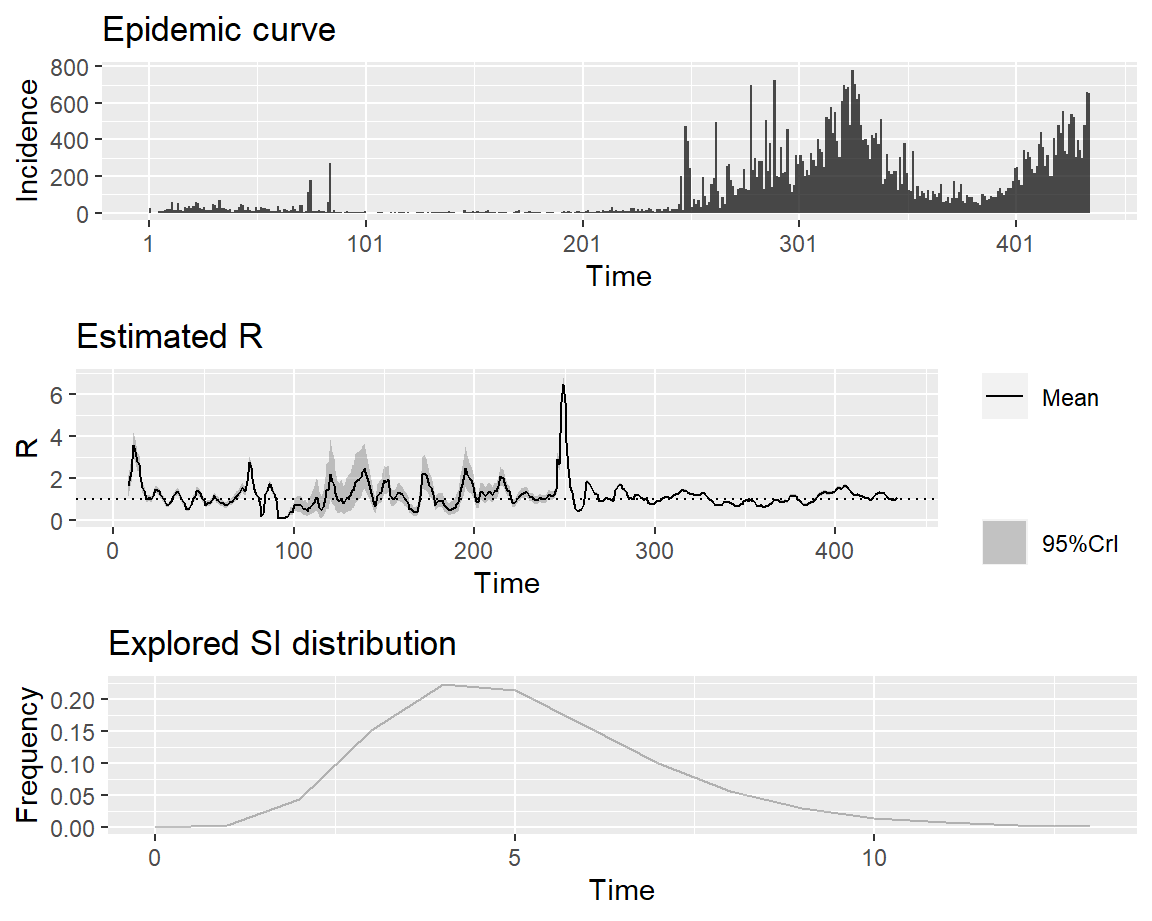 Epidemic curve
Incidence
800
600
400
200
0
1 101 201 301 401
Time
Estimated R
R
6
4
2
0
0 100 200 300 400
Time
Mean
95%CrI
Explored SI distribution
Frequency
0.20
0.15
0.10
0.05
0.00
0 5 10
Time